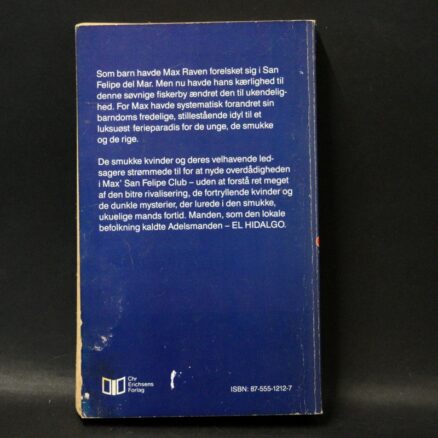 Som barn havde Max Raven forelsket sig i San
Felipe del Mar. Men nu havde hans kærlighed til
denne søvnige fiskerby ændret den til ukendelig-
hed. For Max havde systematisk forandret sin
barndoms fredelige, stillestående idyl til et
luksuøst ferieparadis for de unge, de smukke
og de rige.
De smukke kvinder og deres velhavende led-
sagere strømmede til for at nyde overdådigheden
i Max' San Felipe Club – uden at forstå ret meget
af den bitre rivalisering, de fortryllende kvinder og
de dunkle mysterier, der lurede i den smukke,
ukuelige mands fortid. Manden, som den lokale
befolkning kaldte Adelsmanden – EL HIDALGO.
Chr
Erichsens
Forlag
ISBN: 87-555-1212-7